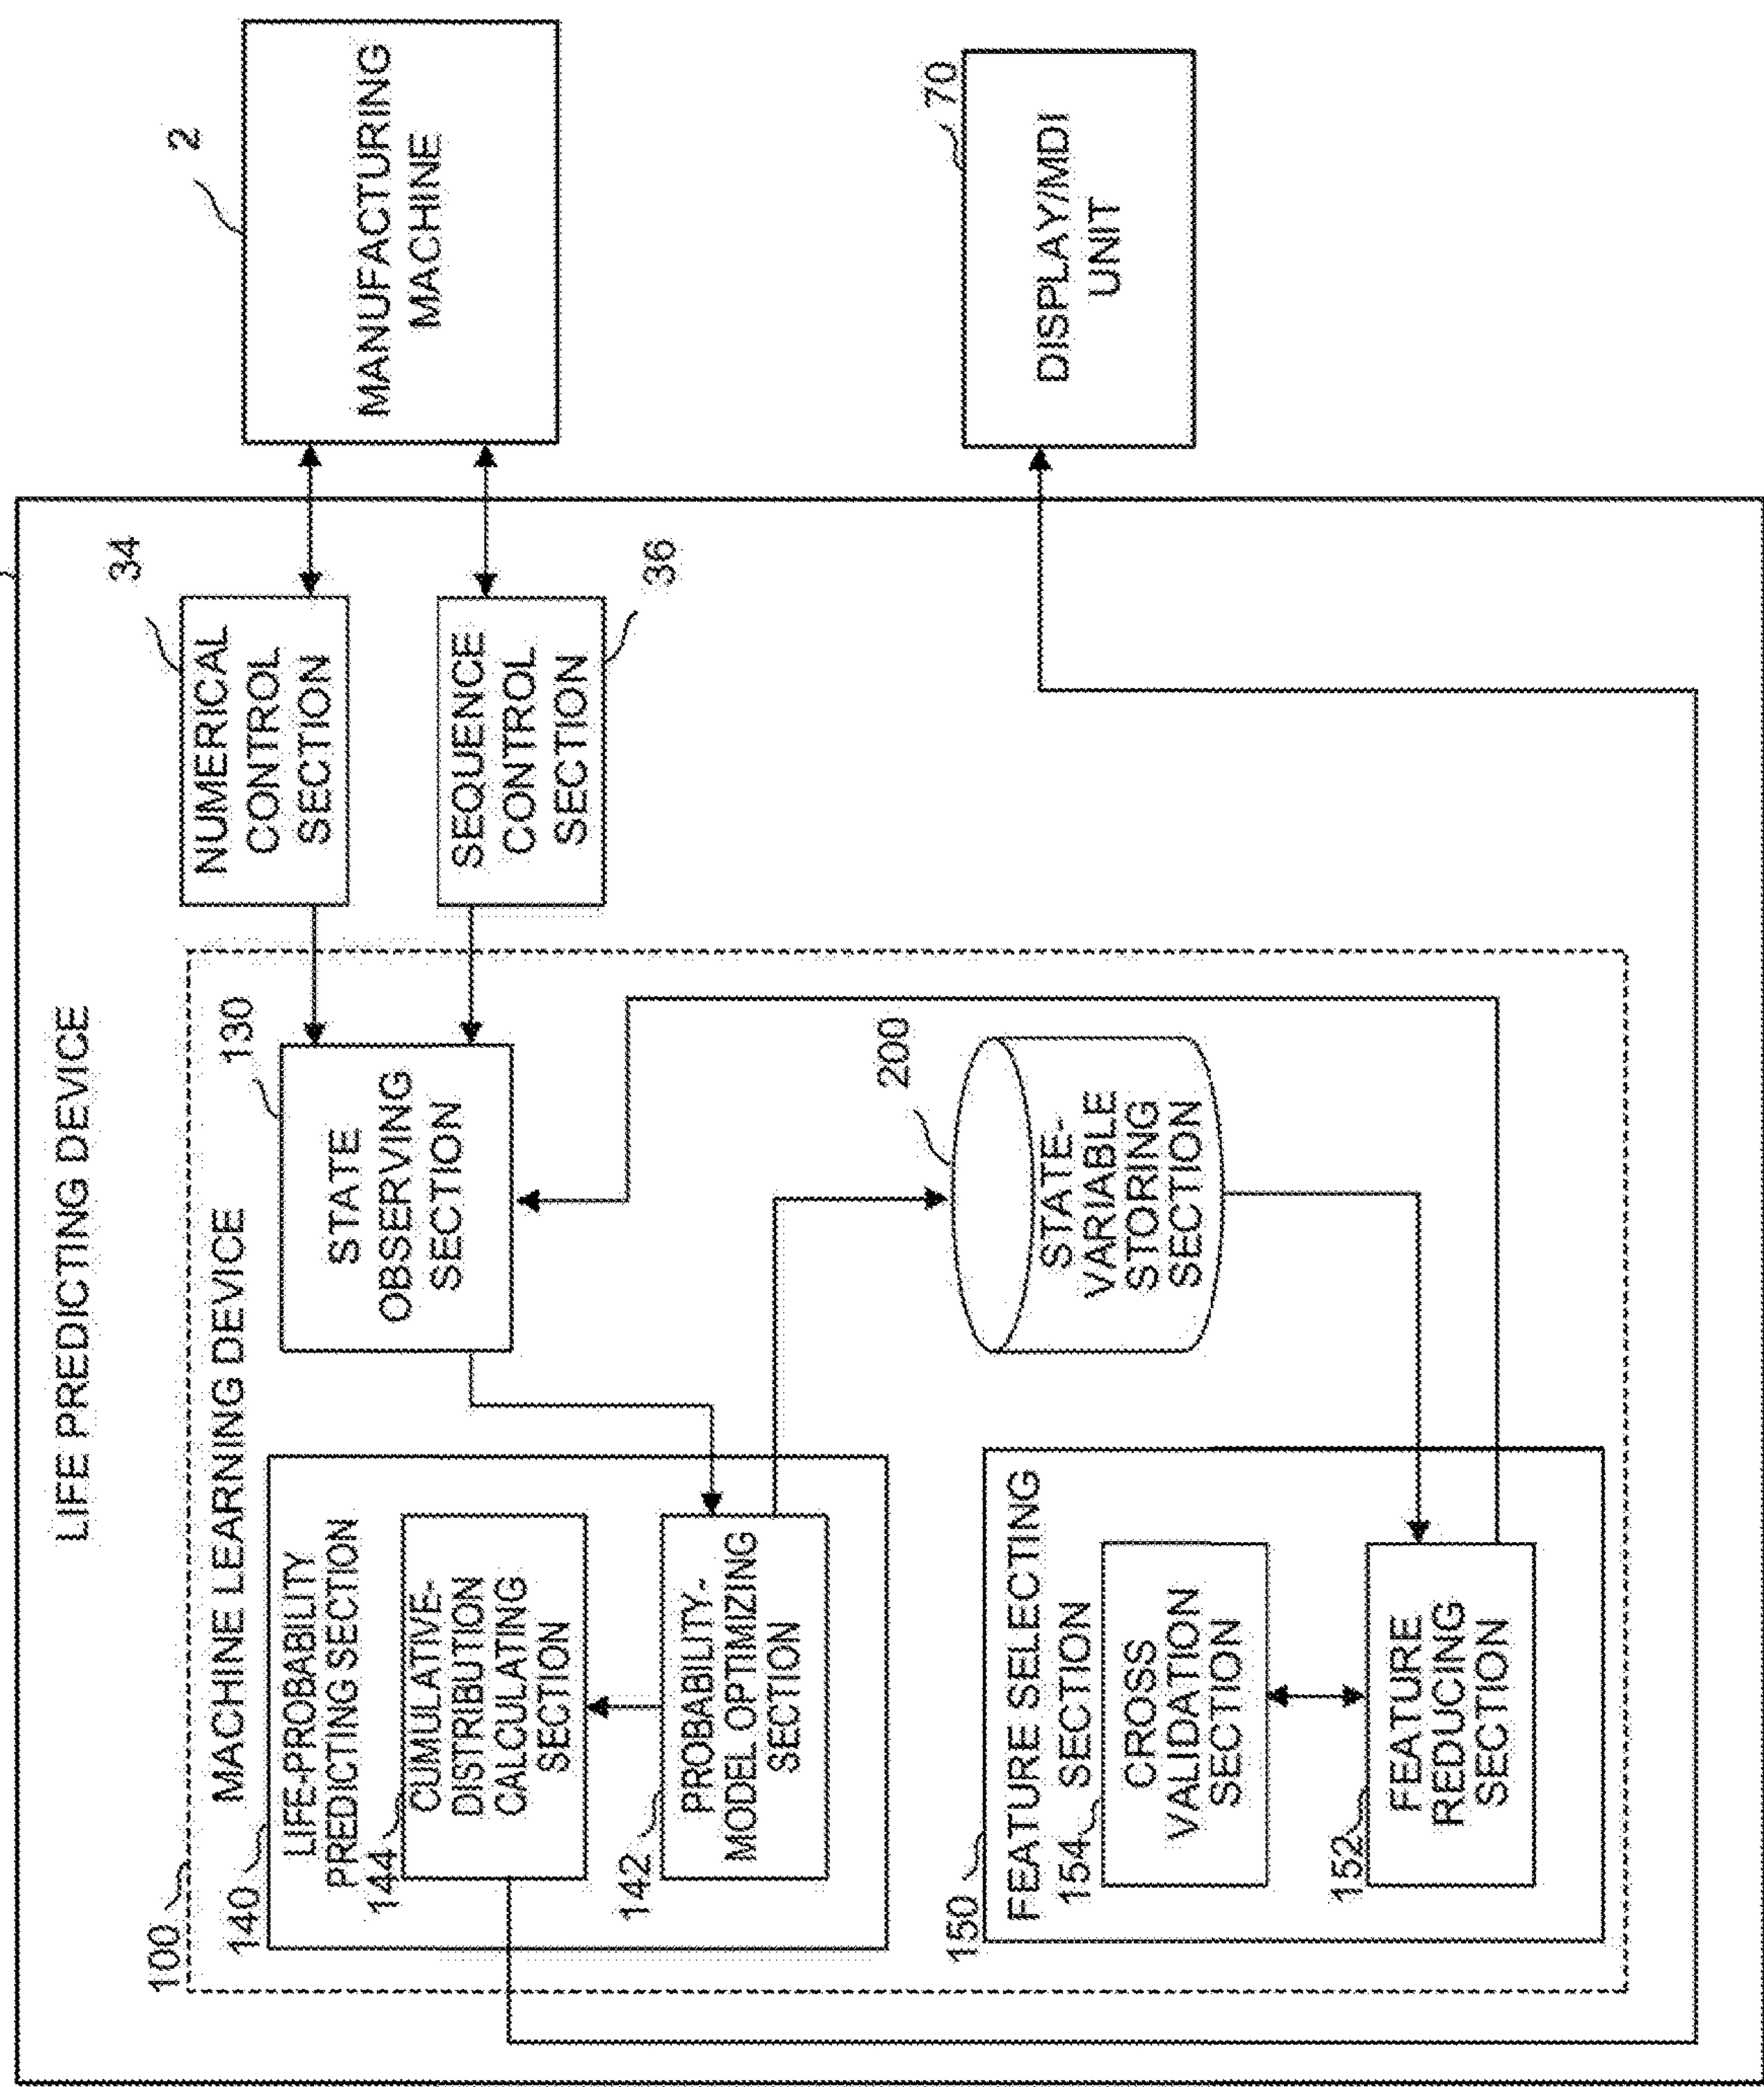 LIFE PREDICTING DEVICE
100
MACHINE LEARNING DEVICE
140
LIFE-PROBABILITY
PREDICTING SECTION
144
CUMULATIVE-
DISTRIBUTION
CALCULATING
SECTION
142
PROBABILITY-
MODEL OPTIMIZING
SECTION
150
FEATURE SELECTING
SECTION
154
CROSS
VALIDATION
SECTION
152
FEATURE
REDUCING
SECTION
130
STATE
OBSERVING
SECTION
200
STATE-
VARIABLE
STORING
SECTION
34
NUMERICAL
CONTROL
SECTION
36
SEQUENCE
CONTROL
SECTION
2
MANUFACTURING
MACHINE
70
DISPLAY/MDI
UNIT